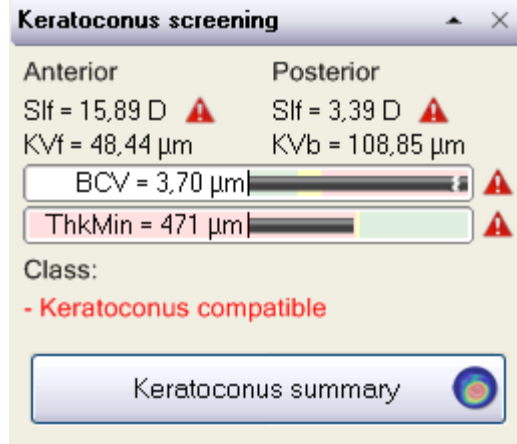 Keratoconus screening
Anterior Posterior
SIf = 15,89 D SIf = 3,39 D
KVf = 48,44 µm KVb = 108,85 µm
BCV = 3,70 µm
ThkMin = 471 µm
Class:
- Keratoconus compatible
Keratoconus summary